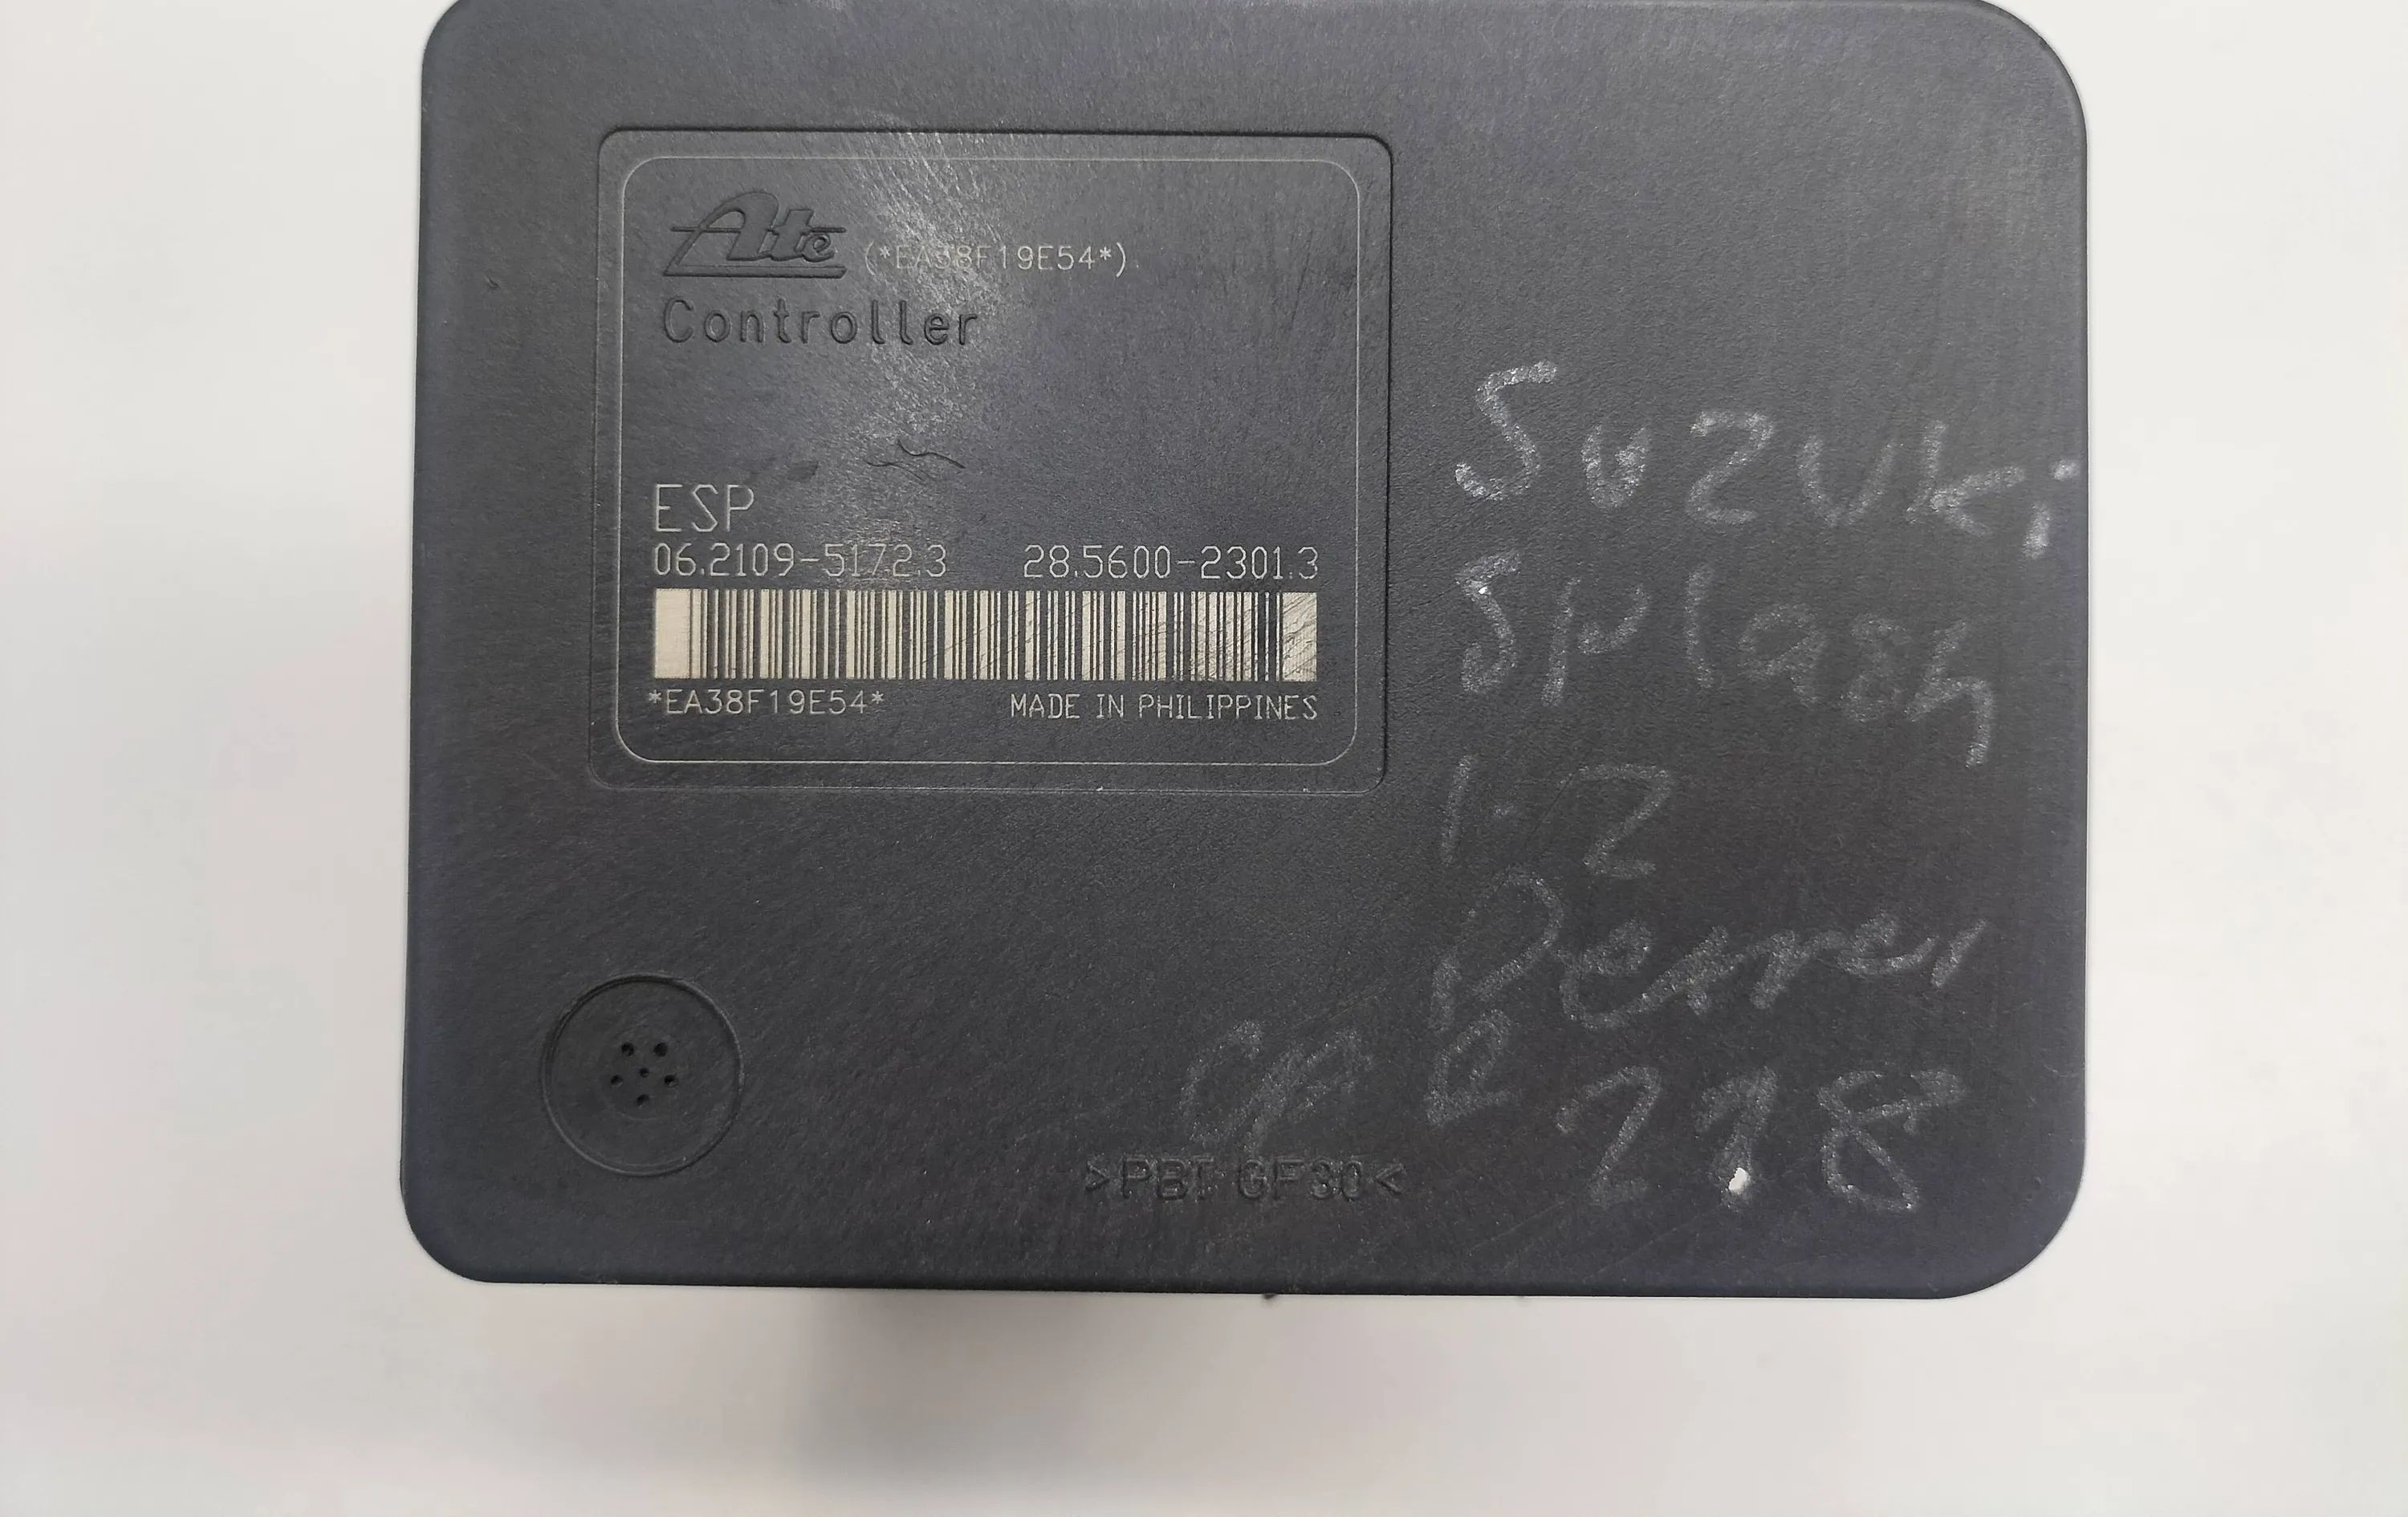 Ate (*EA38F19E54*)
Controller
ESP
06.2109-5172.3 28.5600-2301.3
*EA38F19E54* MADE IN PHILIPPINES
Suzuki
Splash
1.2
218
>PBT GF30<